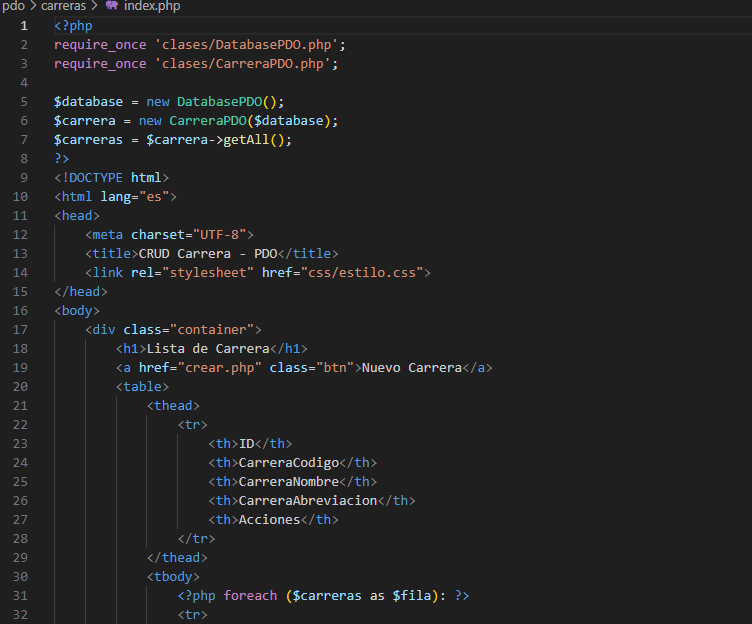 pdo > carreras > index.php
1 <?php
2 require_once 'clases/DatabasePDO.php';
3 require_once 'clases/CarreraPDO.php';
4
5 $database = new DatabasePDO();
6 $carrera = new CarreraPDO($database);
7 $carreras = $carrera->getAll();
8 ?>
9 <!DOCTYPE html>
10 <html lang="es">
11 <head>
12     <meta charset="UTF-8">
13     <title>CRUD Carrera - PDO</title>
14     <link rel="stylesheet" href="css/estilo.css">
15 </head>
16 <body>
17     <div class="container">
18         <h1>Lista de Carrera</h1>
19         <a href="crear.php" class="btn">Nuevo Carrera</a>
20         <table>
21             <thead>
22                 <tr>
23                     <th>ID</th>
24                     <th>CarreraCodigo</th>
25                     <th>CarreraNombre</th>
26                     <th>CarreraAbreviacion</th>
27                     <th>Acciones</th>
28                 </tr>
29             </thead>
30             <tbody>
31                 <?php foreach ($carreras as $fila): ?>
32                 <tr>